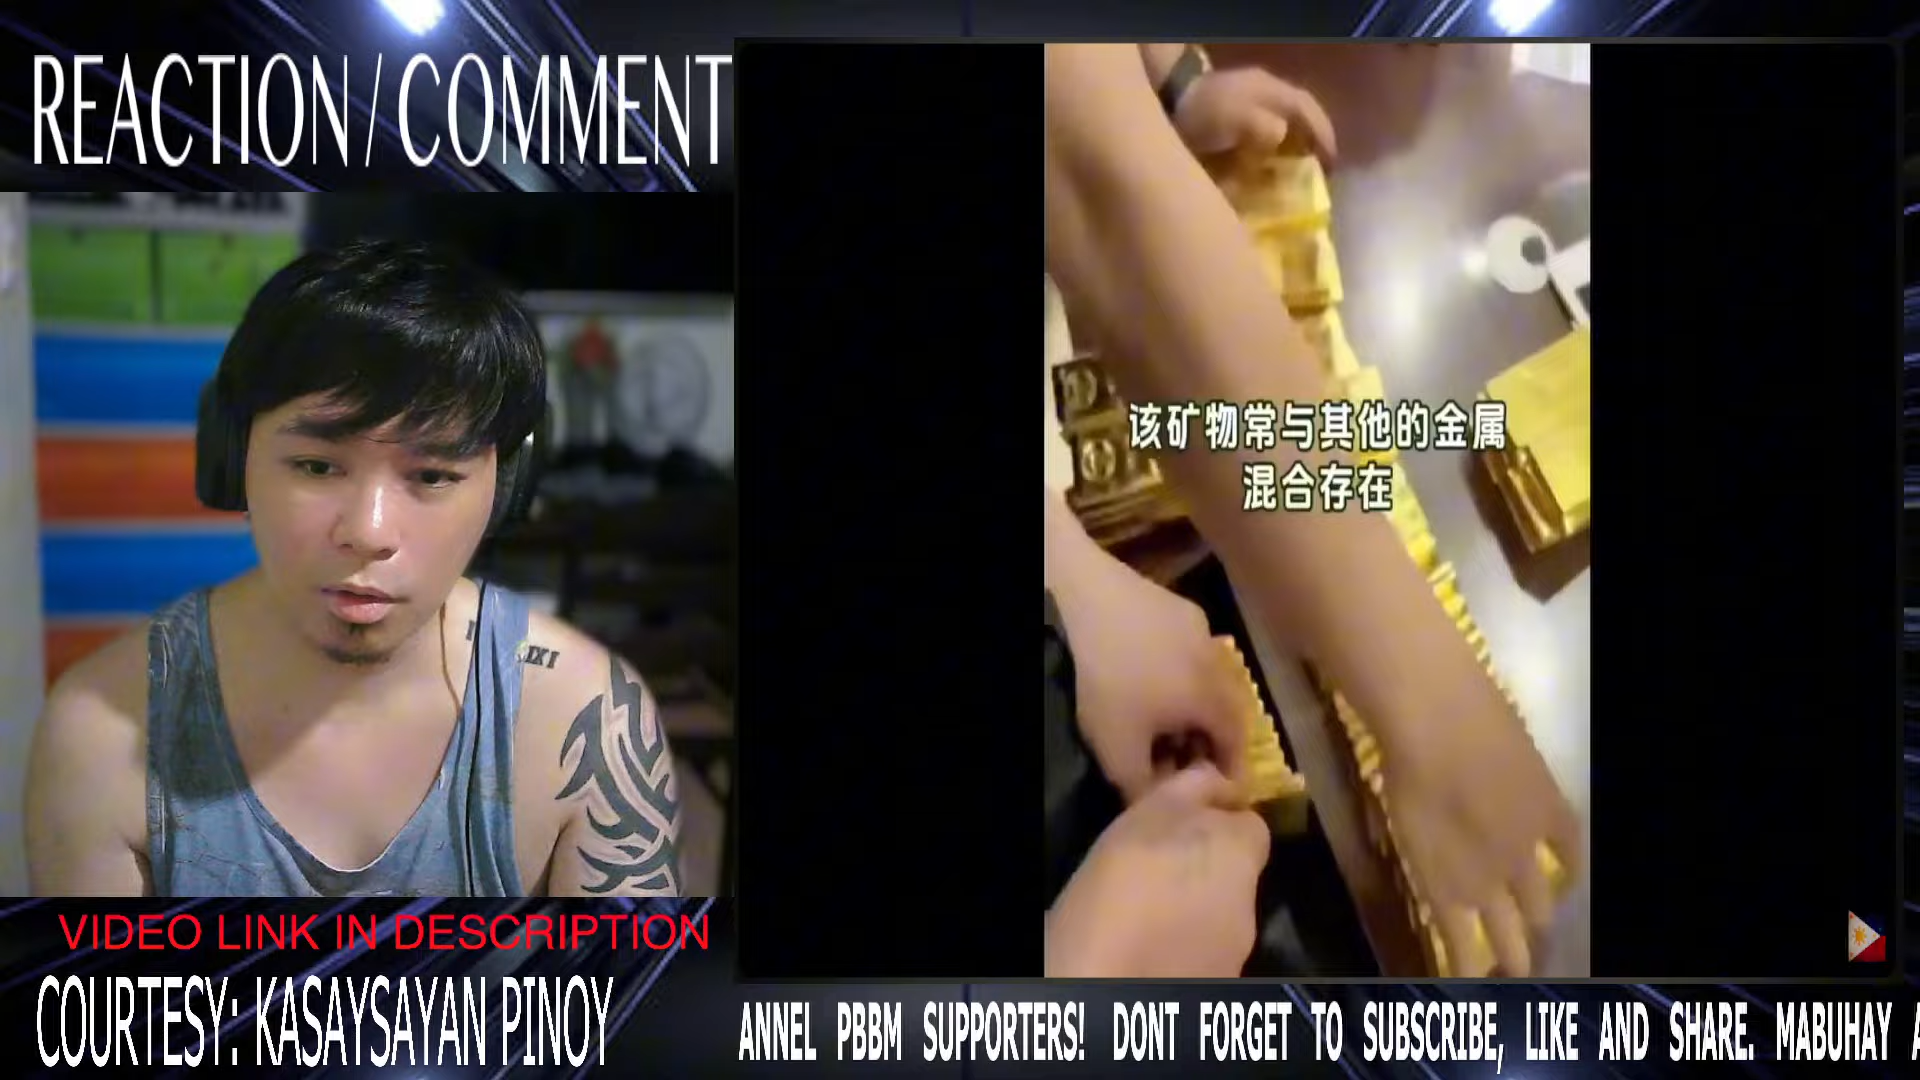 REACTION/COMMENT
该矿物常与其他的金属
混合存在
IXI
VIDEO LINK IN DESCRIPTION
COURTESY: KASAYSAYAN PINOY
ANNEL PBBM SUPPORTERS! DONT FORGET TO SUBSCRIBE, LIKE AND SHARE. MABUHAY A